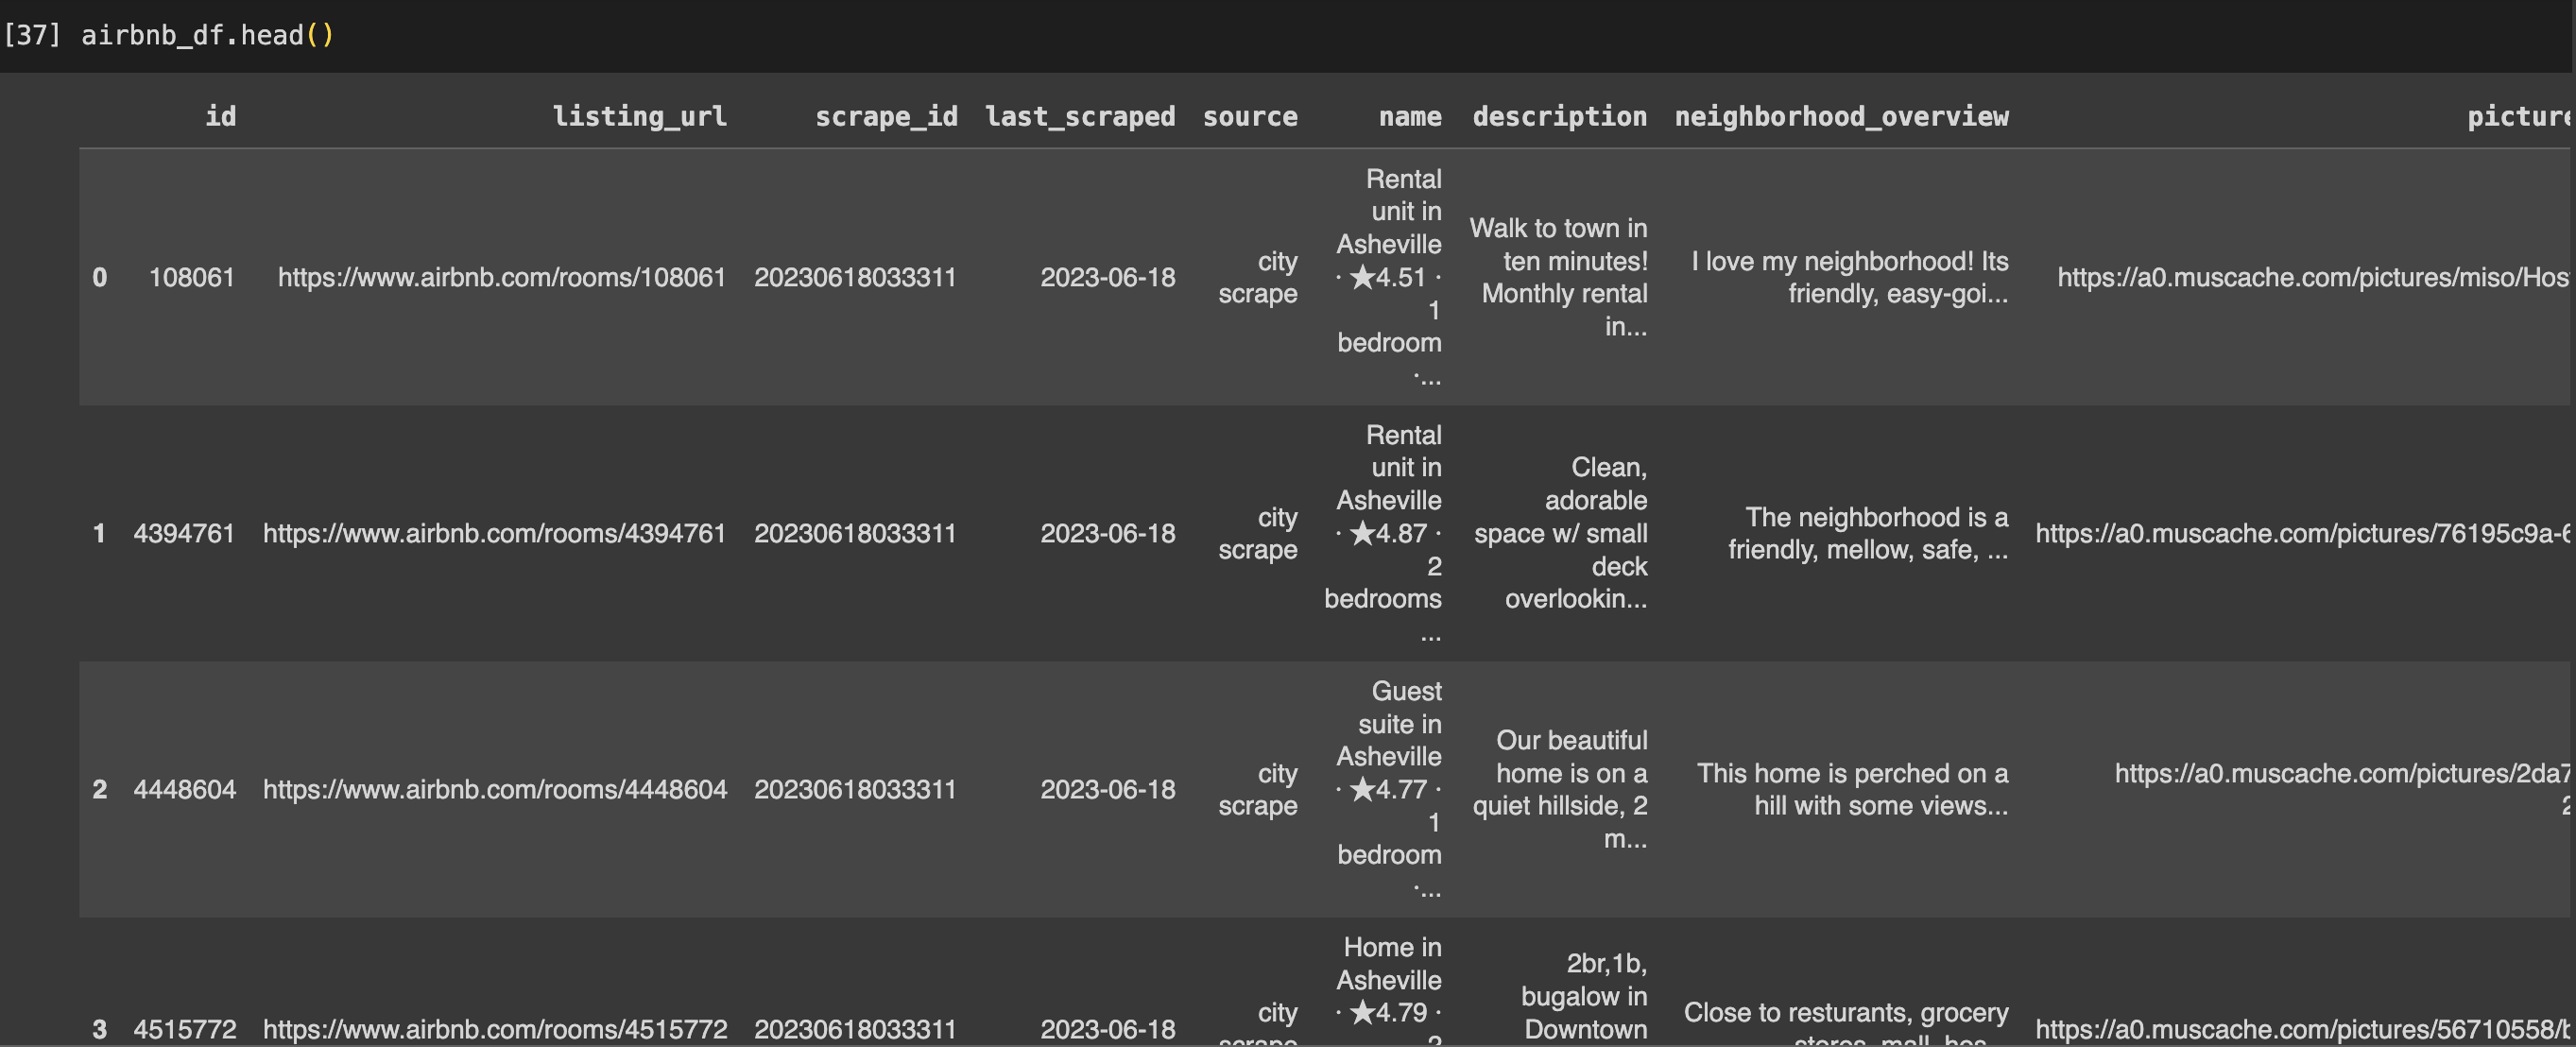 [37] airbnb_df.head()
id listing_url scrape_id last_scraped source name description neighborhood_overview picture
0 108061 https://www.airbnb.com/rooms/108061 20230618033311 2023-06-18 city scrape Rental unit in Asheville · ★4.51 · 1 bedroom ·... Walk to town in ten minutes! Monthly rental in... I love my neighborhood! Its friendly, easy-goi... https://a0.muscache.com/pictures/miso/Hos
1 4394761 https://www.airbnb.com/rooms/4394761 20230618033311 2023-06-18 city scrape Rental unit in Asheville · ★4.87 · 2 bedrooms ... Clean, adorable space w/ small deck overlookin... The neighborhood is a friendly, mellow, safe, ... https://a0.muscache.com/pictures/76195c9a-6
2 4448604 https://www.airbnb.com/rooms/4448604 20230618033311 2023-06-18 city scrape Guest suite in Asheville · ★4.77 · 1 bedroom ·... Our beautiful home is on a quiet hillside, 2 m... This home is perched on a hill with some views... https://a0.muscache.com/pictures/2da7 2
3 4515772 https://www.airbnb.com/rooms/4515772 20230618033311 2023-06-18 city scrape Home in Asheville · ★4.79 · 2 2br,1b, bugalow in Downtown Close to resturants, grocery stores, mall, hos... https://a0.muscache.com/pictures/56710558/